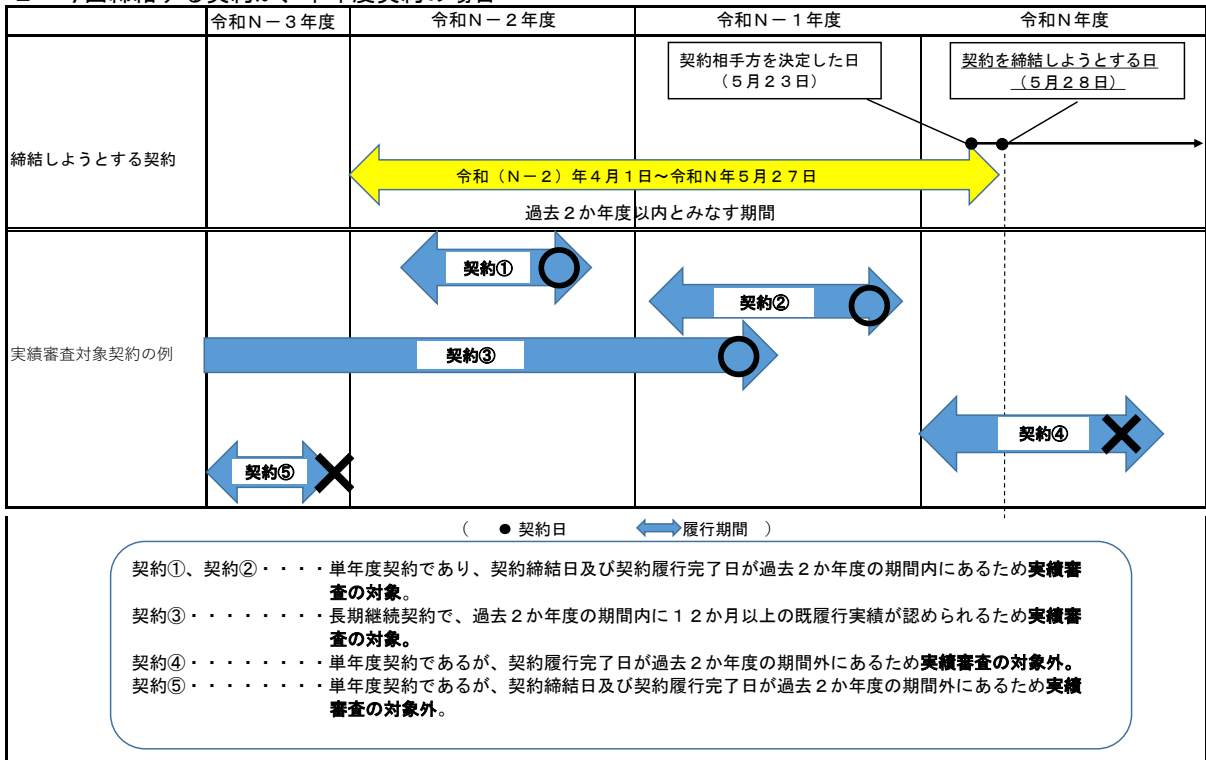 令和Ｎ－３年度
令和Ｎ－２年度
令和Ｎ－１年度
令和Ｎ年度
契約相手方を決定した日
（５月２３日）
契約を締結しようとする日
（５月２８日）
締結しようとする契約
令和（Ｎ－２）年４月１日～令和Ｎ年５月２７日
過去２か年度以内とみなす期間
契約①
契約②
実績審査対象契約の例
契約③
契約④
契約⑤
（　●契約日　　　履行期間　）
契約①、契約②・・・・単年度契約であり、契約締結日及び契約履行完了日が過去２か年度の期間内にあるため実績審
査の対象。
契約③・・・・・・・・長期継続契約で、過去２か年度の期間内に１２か月以上の既履行実績が認められるため実績審
査の対象。
契約④・・・・・・・・単年度契約であるが、契約履行完了日が過去２か年度の期間外にあるため実績審査の対象外。
契約⑤・・・・・・・・単年度契約であるが、契約締結日及び契約履行完了日が過去２か年度の期間外にあるため実績
審査の対象外。